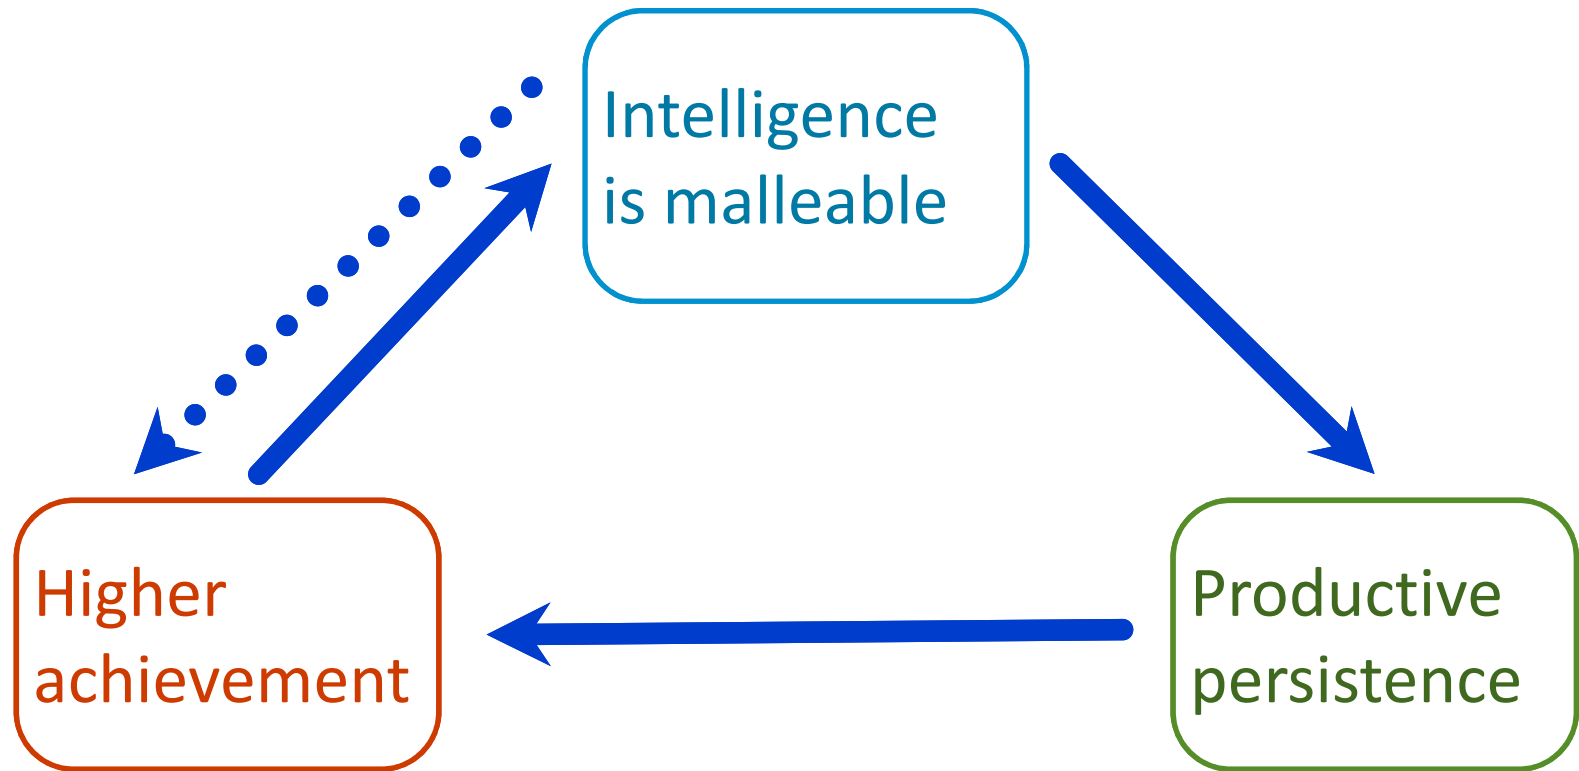 Intelligence
is malleable
Higher
achievement
Productive
persistence